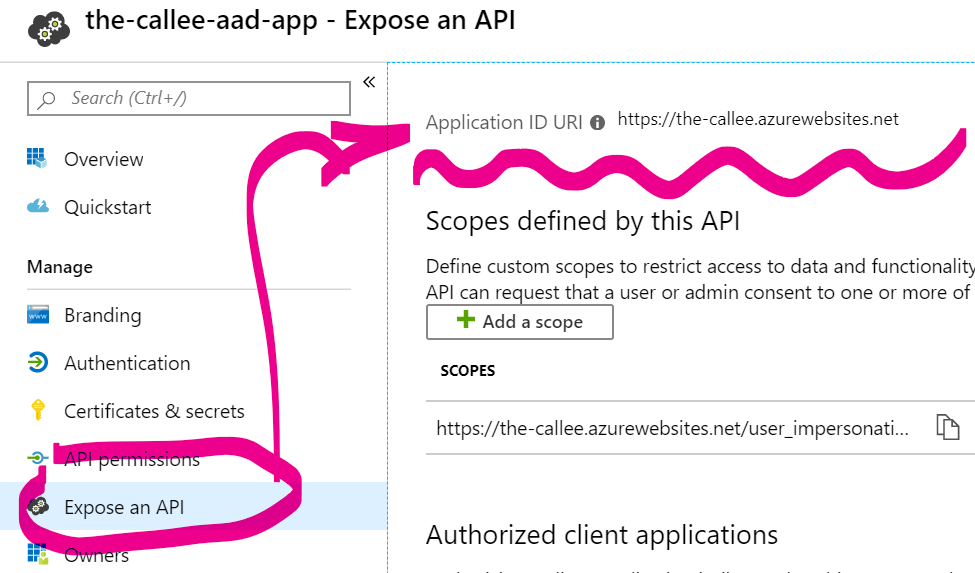 the-callee-aad-app - Expose an API
«
Search (Ctrl+/)
Overview
Quickstart
Manage
Branding
www
Authentication
Certificates & secrets
API permissions
Expose an API
Owners
Application ID URI https://the-callee.azurewebsites.net
Scopes defined by this API
Define custom scopes to restrict access to data and functionality
API can request that a user or admin consent to one or more of
Add a scope
SCOPES
https://the-callee.azurewebsites.net/user_impersonati...
Authorized client applications